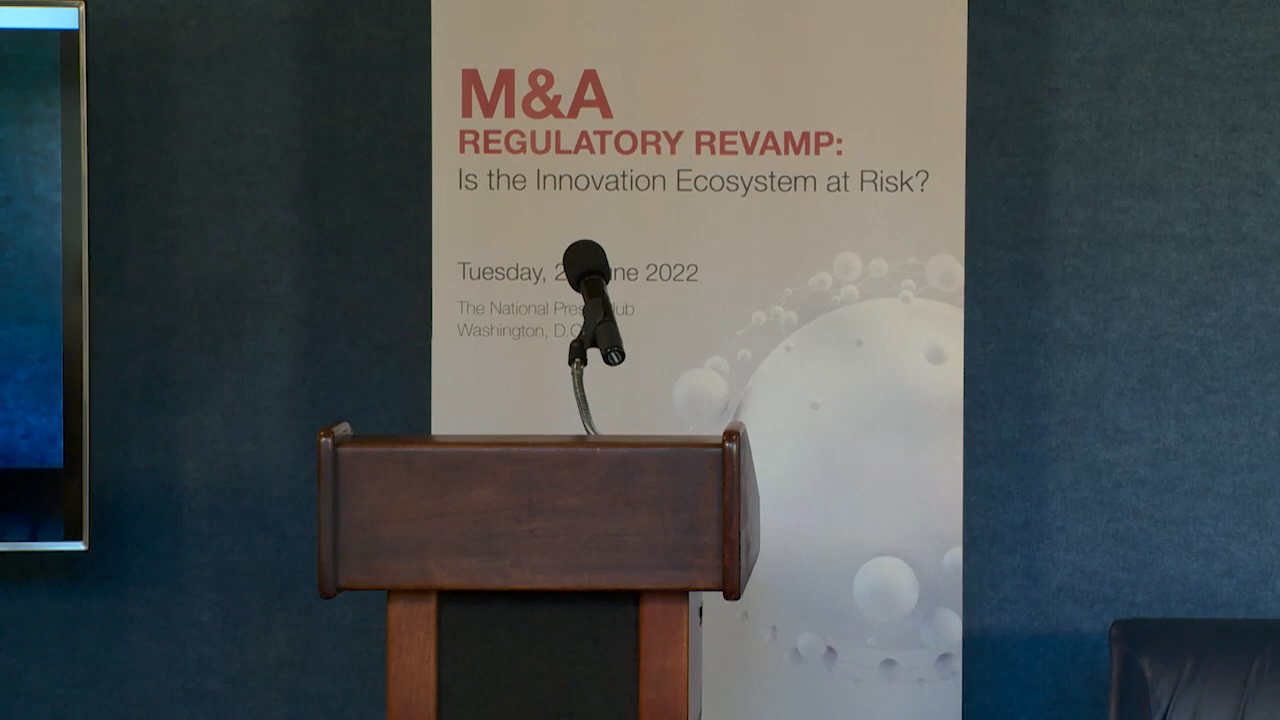 M&A
REGULATORY REVAMP:
Is the Innovation Ecosystem at Risk?
Tuesday, 2022
The National
Washington,